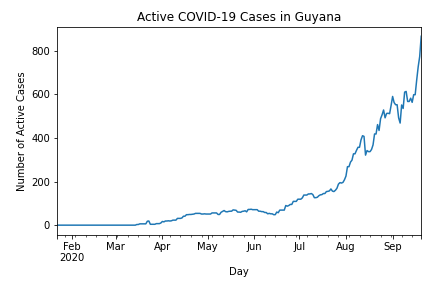 Active COVID-19 Cases in Guyana
Number of Active Cases
800
600
400
200
0
Feb Mar Apr May Jun Jul Aug Sep
2020
Day